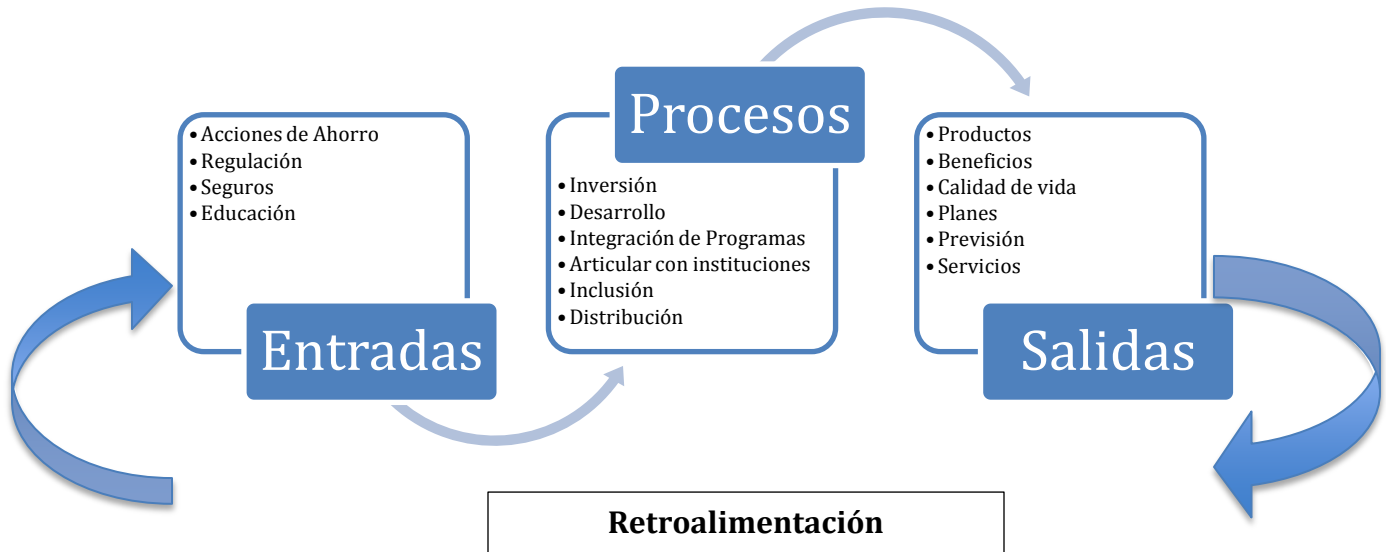 • Acciones de Ahorro
• Regulación
• Seguros
• Educación
Entradas
Procesos
• Inversión
• Desarrollo
• Integración de Programas
• Articular con instituciones
• Inclusión
• Distribución
• Productos
• Beneficios
• Calidad de vida
• Planes
• Previsión
• Servicios
Salidas
Retroalimentación